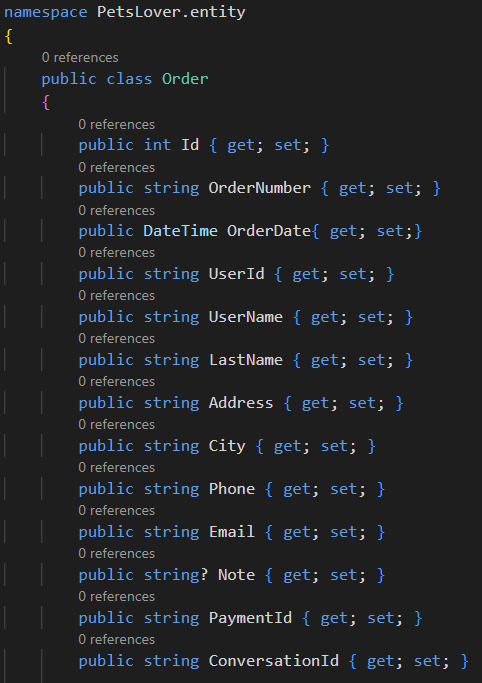 namespace PetsLover.entity
{
0 references
public class Order
{
0 references
public int Id { get; set; }
0 references
public string OrderNumber { get; set; }
0 references
public DateTime OrderDate{ get; set;}
0 references
public string UserId { get; set; }
0 references
public string UserName { get; set; }
0 references
public string LastName { get; set; }
0 references
public string Address { get; set; }
0 references
public string City { get; set; }
0 references
public string Phone { get; set; }
0 references
public string Email { get; set; }
0 references
public string? Note { get; set; }
0 references
public string PaymentId { get; set; }
0 references
public string ConversationId { get; set; }